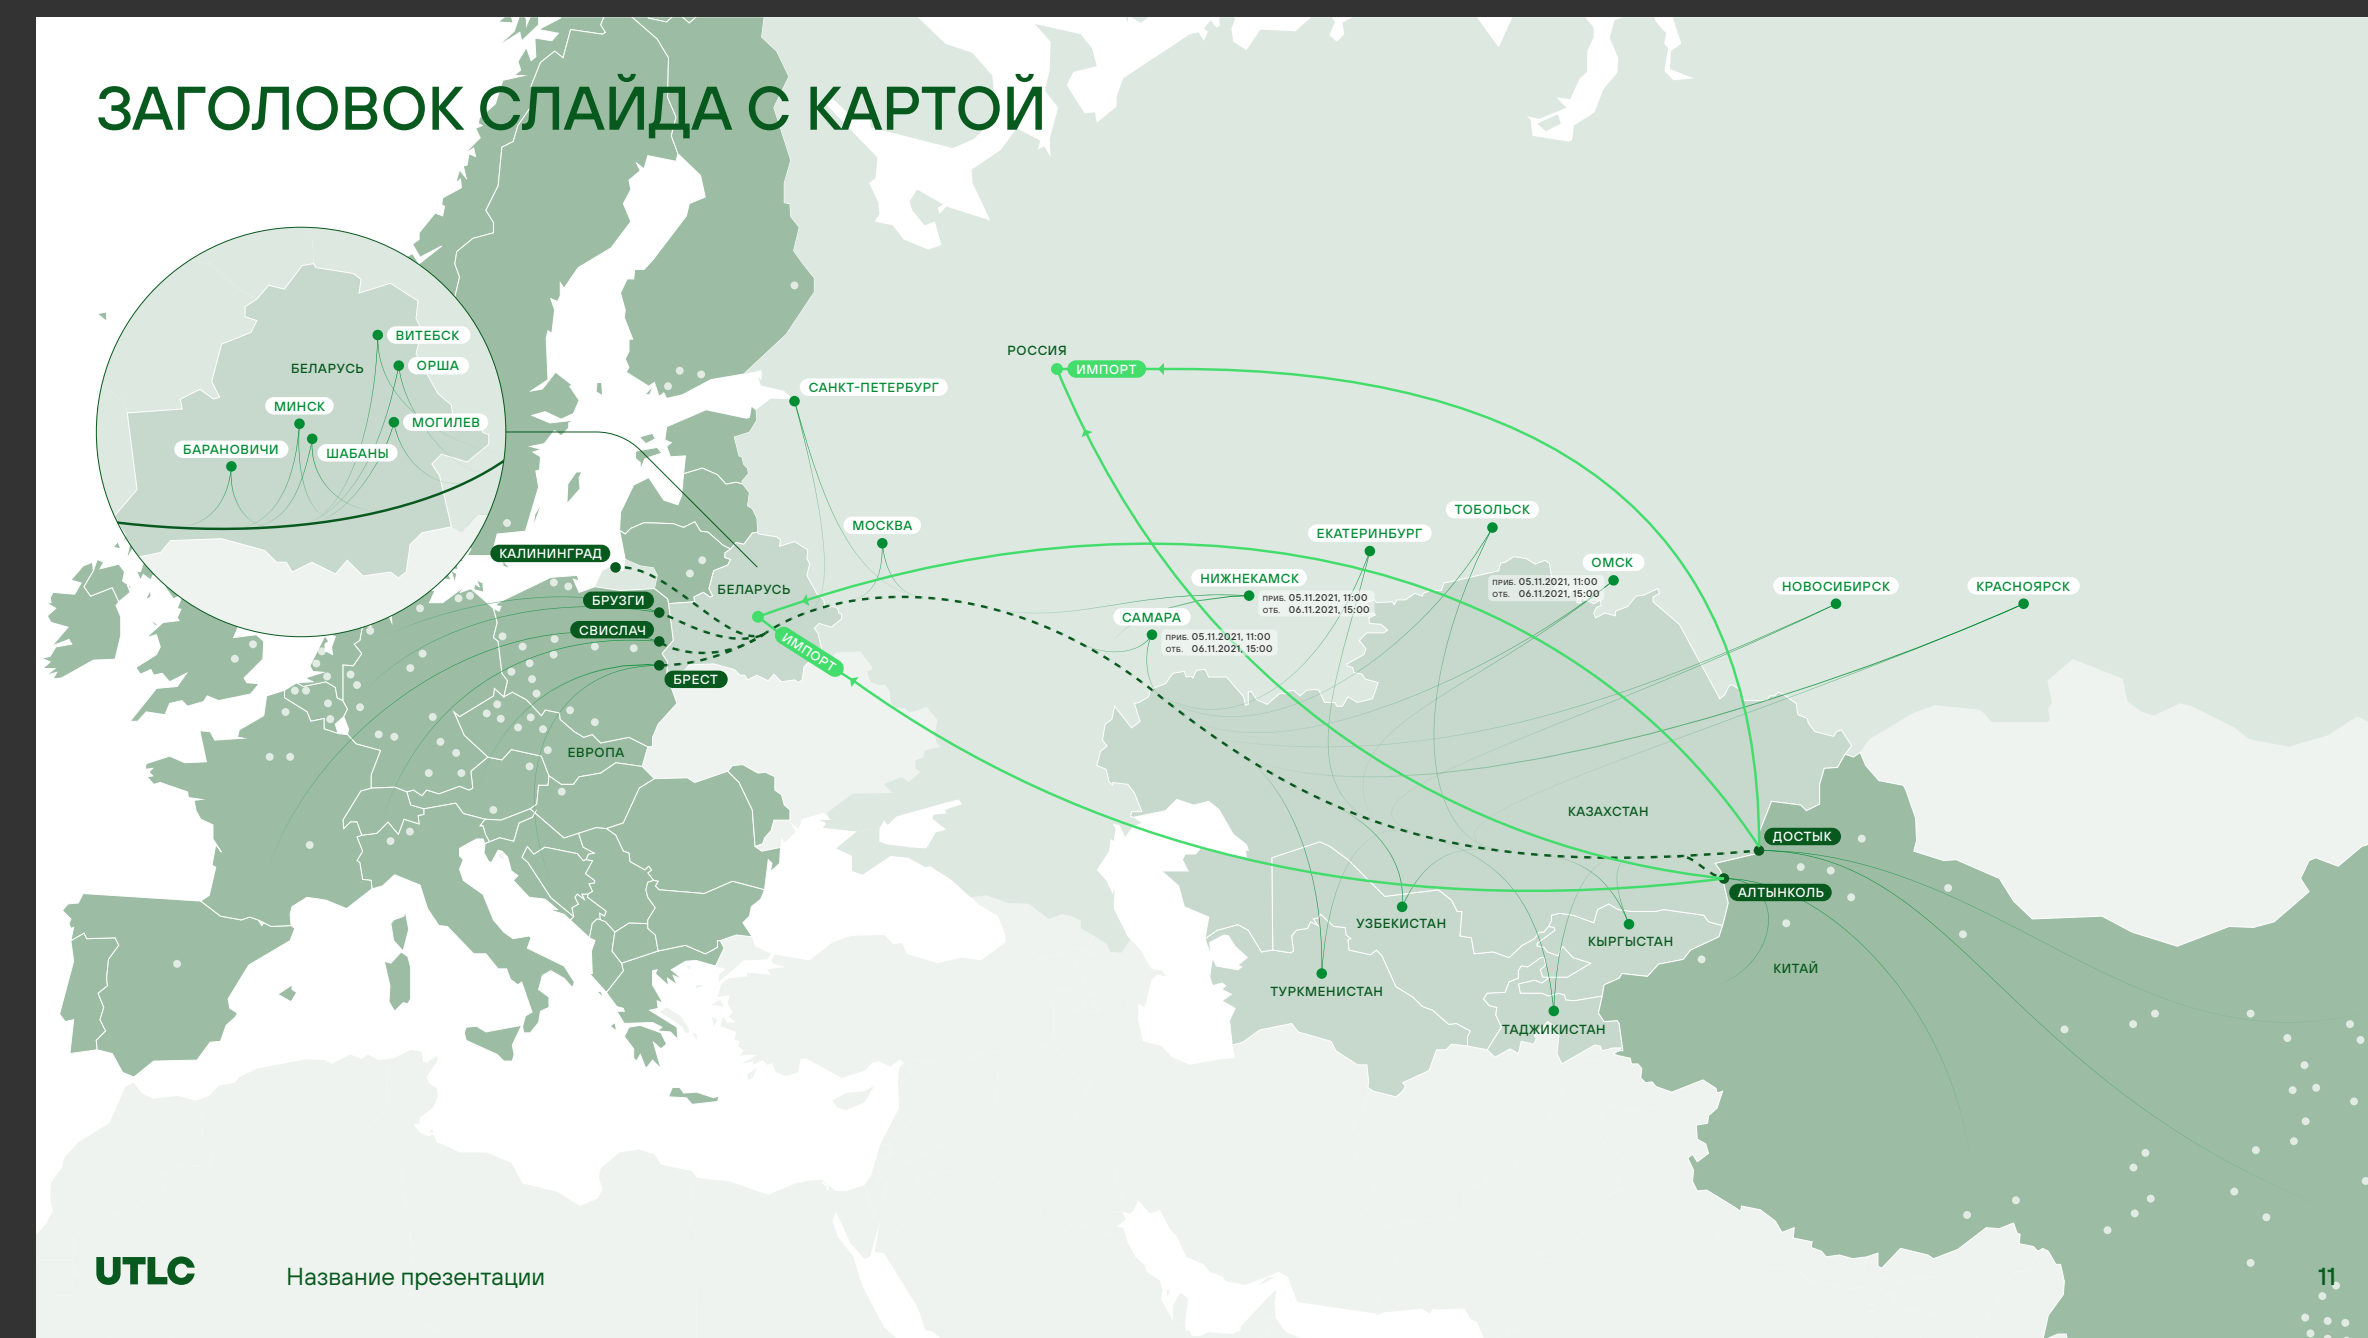 ЗАГОЛОВОК СЛАЙДА С КАРТОЙ
ВИТЕБСК
БЕЛАРУСЬ
ОРША
МИНСК
МОГИЛЕВ
БАРАНОВИЧИ
ШАБАНЫ
РОССИЯ
ИМПОРТ
САНКТ-ПЕТЕРБУРГ
МОСКВА
КАЛИНИНГРАД
БРУЗГИ
СВИСЛАЧ
БРЕСТ
БЕЛАРУСЬ
ИМПОРТ
ЕВРОПА
ТОБОЛЬСК
ЕКАТЕРИНБУРГ
ОМСК
ПРИБ. 05.11.2021, 11:00
ОТБ. 06.11.2021, 15:00
НИЖНЕКАМСК
ПРИБ. 05.11.2021, 11:00
ОТБ. 06.11.2021, 15:00
САМАРА
ПРИБ. 05.11.2021, 11:00
ОТБ. 06.11.2021, 15:00
НОВОСИБИРСК
КРАСНОЯРСК
КАЗАХСТАН
ДОСТЫК
АЛТЫНКОЛЬ
УЗБЕКИСТАН
КЫРГЫСТАН
КИТАЙ
ТУРКМЕНИСТАН
ТАДЖИКИСТАН
UTLC
Название презентации
11